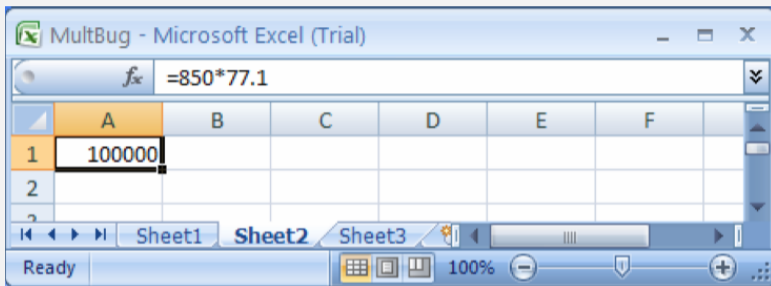 MultBug - Microsoft Excel (Trial)
fx =850*77.1
A B C D E F
1 100000
2
Sheet1 Sheet2 Sheet3
Ready 100%